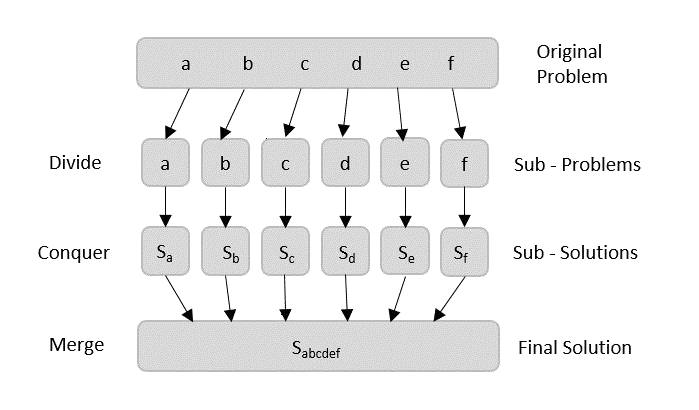 a b c d e f
Original
Problem
Divide
a b c d e f
Sub - Problems
Conquer
Sa Sb Sc Sd Se Sf
Sub - Solutions
Merge
Sabcdef
Final Solution